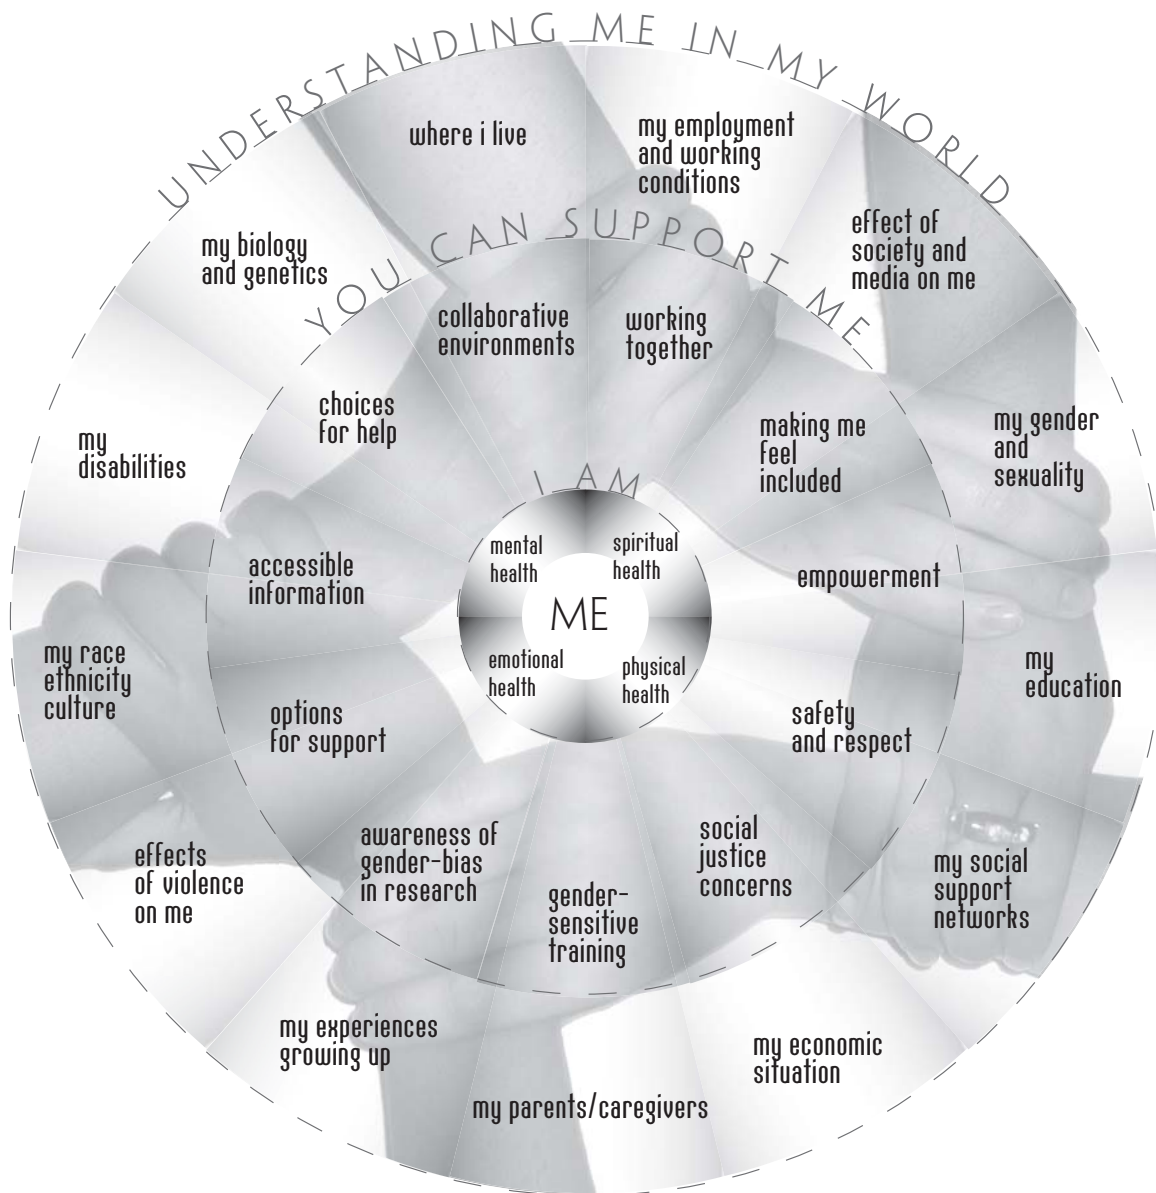 UNDERSTANDING ME IN MY WORLD
where i live
my employment
and working
conditions
effect of
society and
media on me
my gender
and
sexuality
my
education
my social
support
networks
my economic
situation
my parents/caregivers
my experiences
growing up
effects
of violence
on me
my race
ethnicity
culture
my
disabilities
my biology
and genetics
YOU CAN SUPPORT ME
collaborative
environments
working
together
making me
feel
included
empowerment
safety
and respect
social
justice
concerns
gender-
sensitive
training
awareness of
gender-bias
in research
options
for support
accessible
information
choices
for help
I AM
mental
health
spiritual
health
physical
health
emotional
health
ME